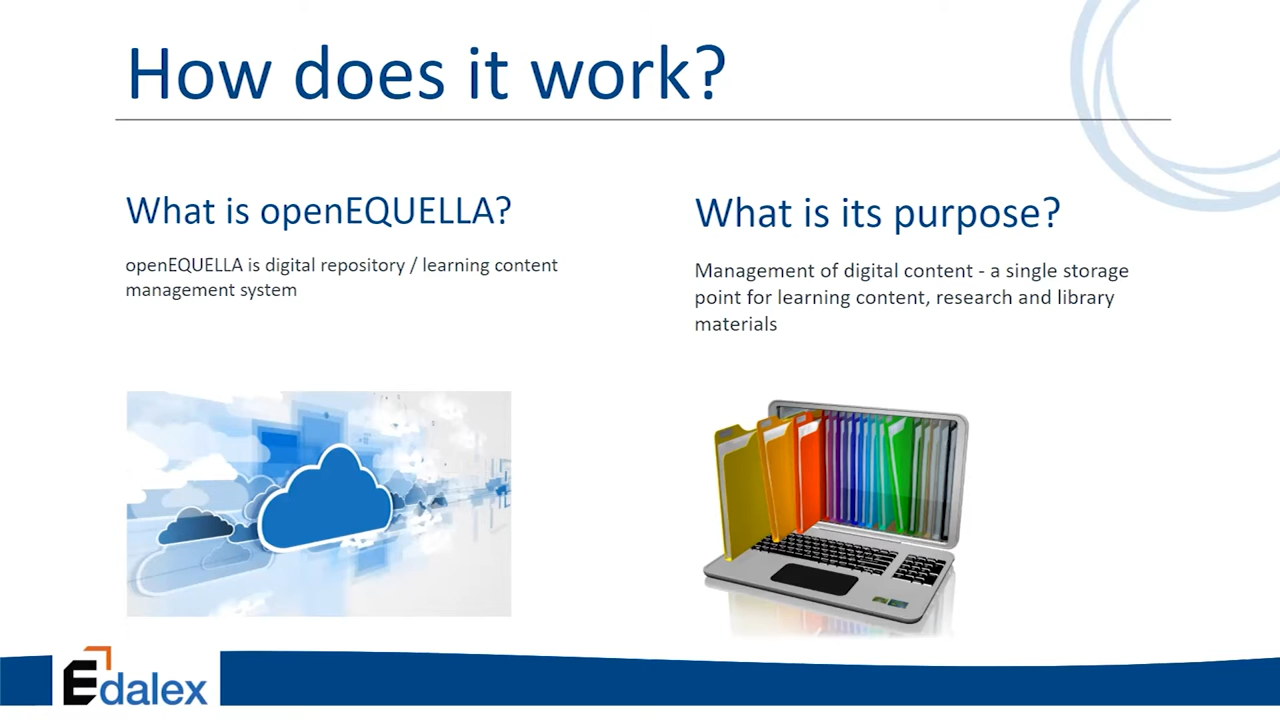 How does it work?
What is openEQUELLA?
openEQUELLA is digital repository / learning content
management system
What is its purpose?
Management of digital content - a single storage
point for learning content, research and library
materials
Edalex